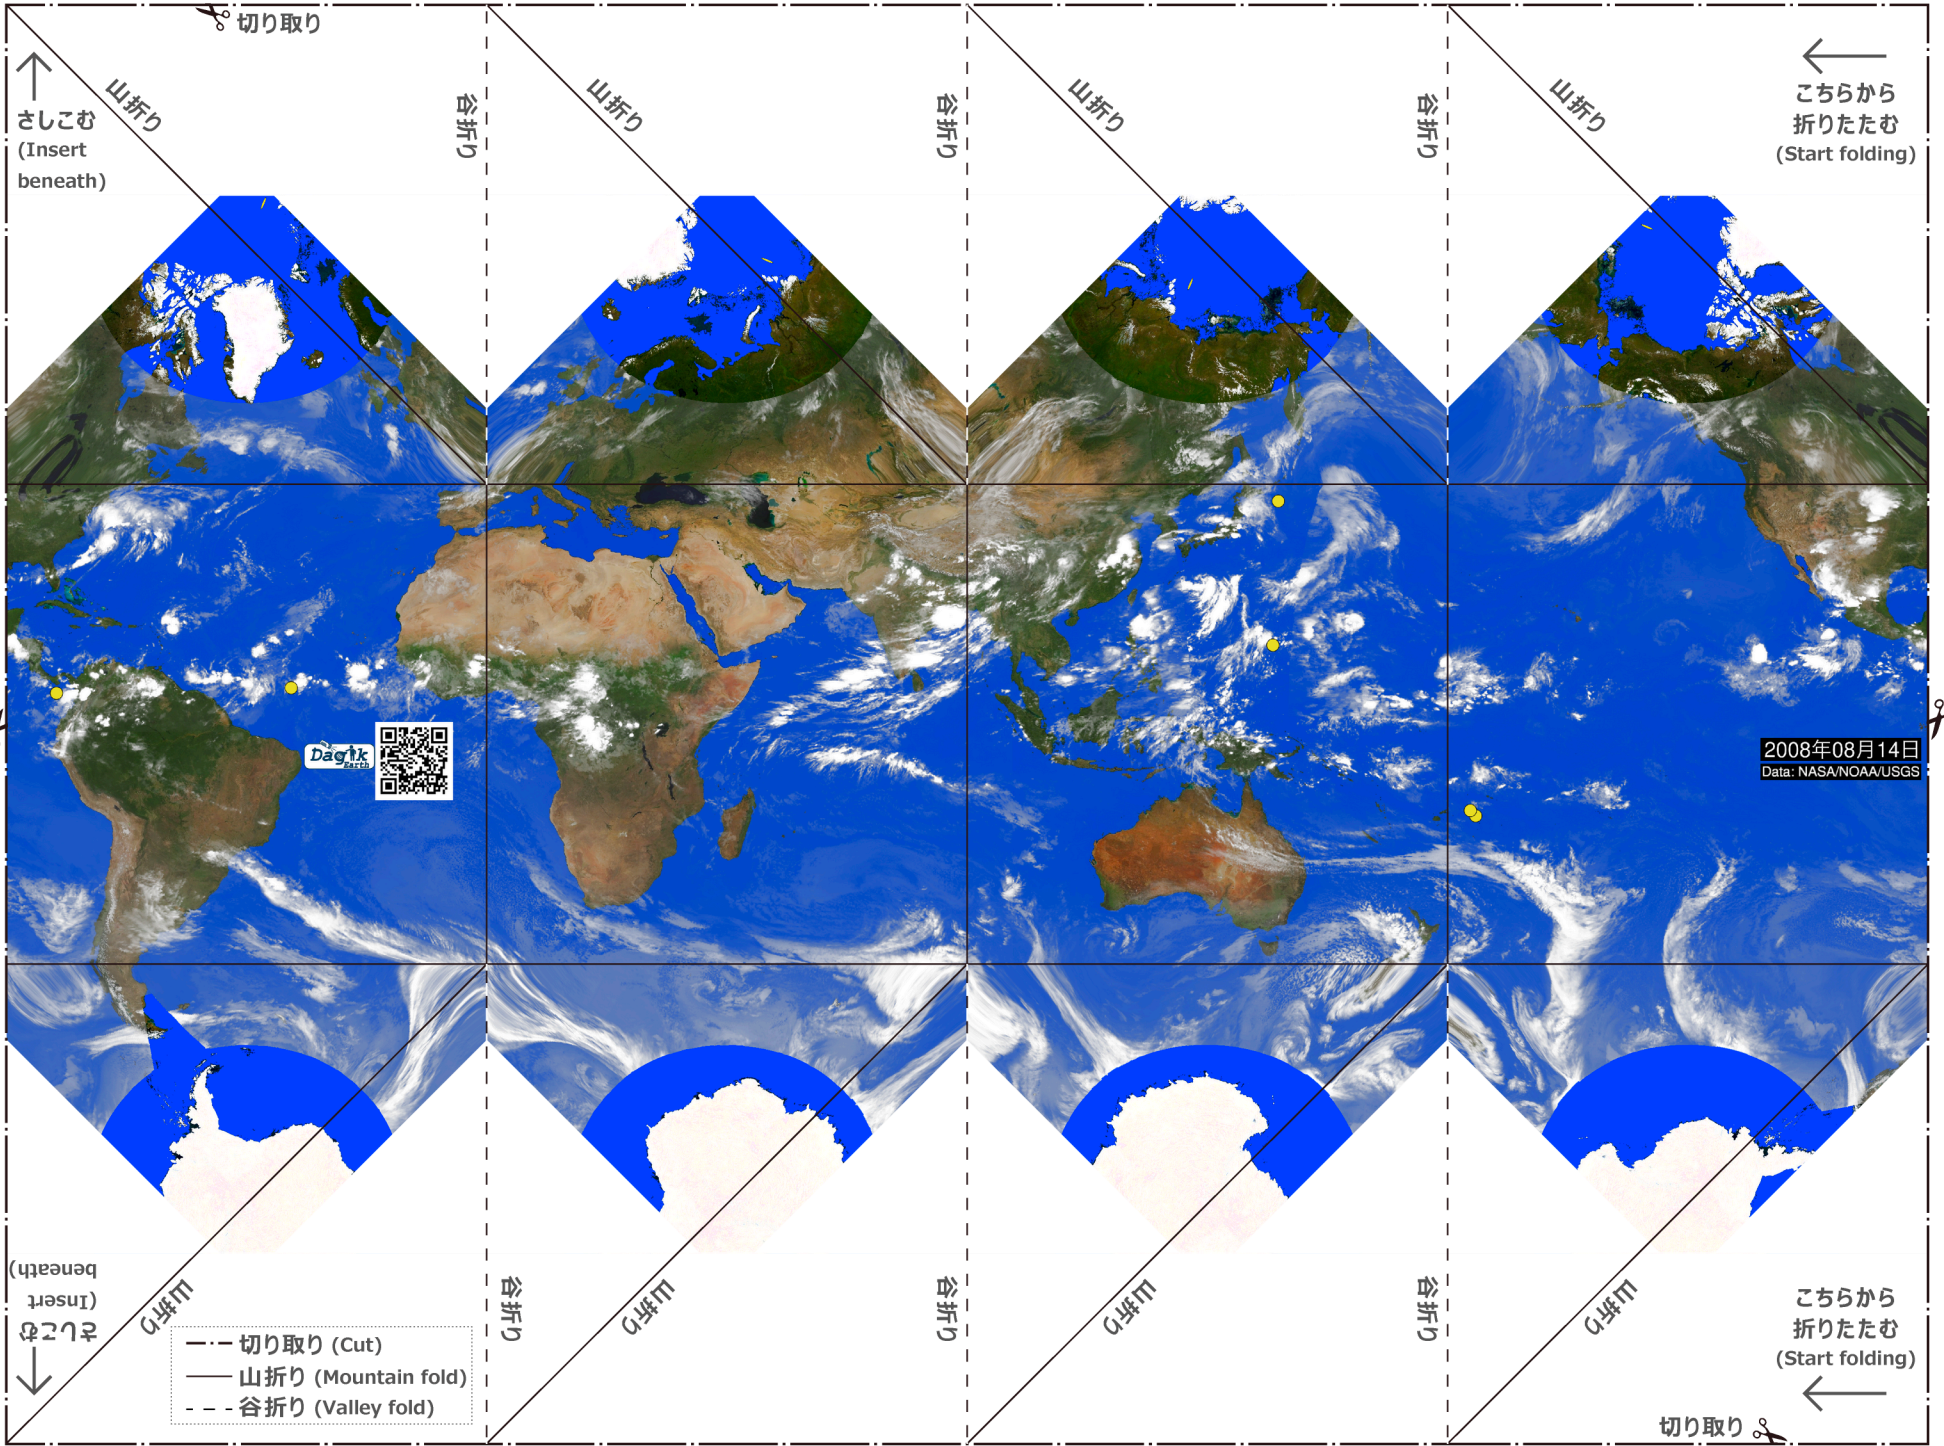 切り取り
山折り
谷折り
山折り
谷折り
山折り
谷折り
山折り
さしこむ
(Insert
beneath)
こちらから
折りたたむ
(Start folding)
Dagik
Earth
2008年08月14日
Data: NASA/NOAA/USGS
さしこむ
(Insert
beneath)
山折り
谷折り
山折り
谷折り
山折り
谷折り
山折り
こちらから
折りたたむ
(Start folding)
切り取り (Cut)
山折り (Mountain fold)
谷折り (Valley fold)
切り取り